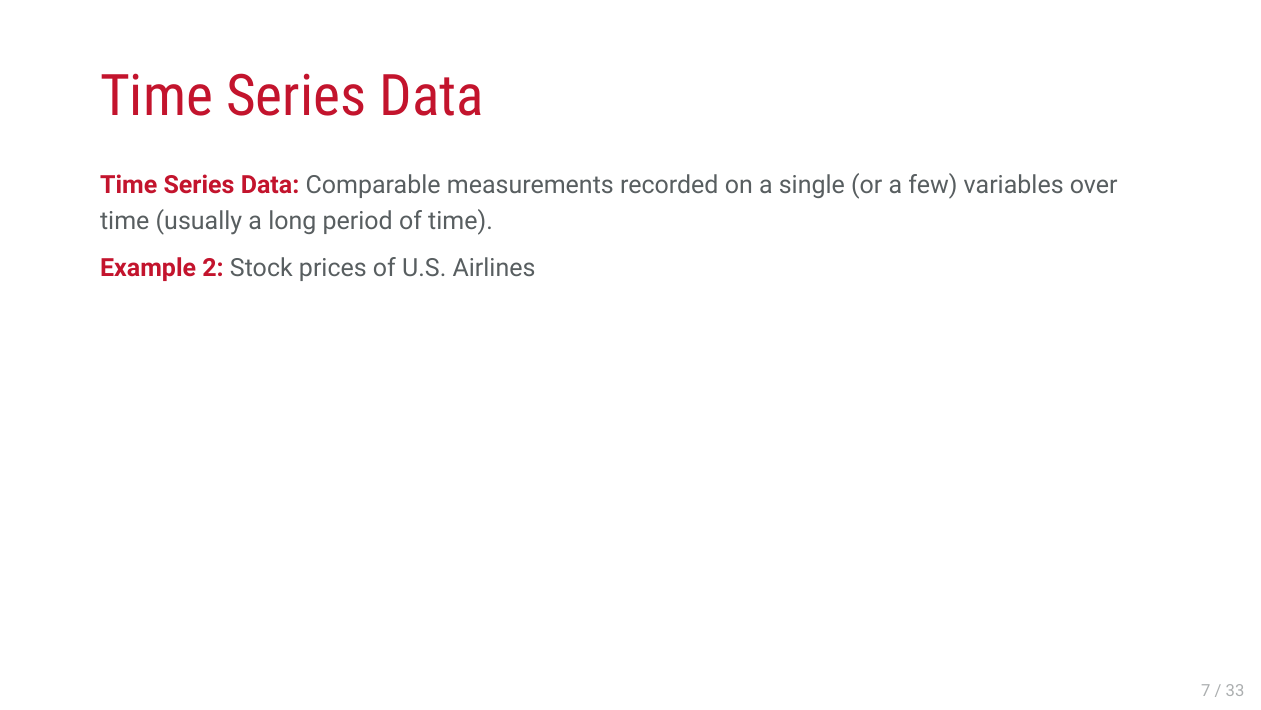 Time Series Data
Time Series Data: Comparable measurements recorded on a single (or a few) variables over
time (usually a long period of time).
Example 2: Stock prices of U.S. Airlines
7 / 33